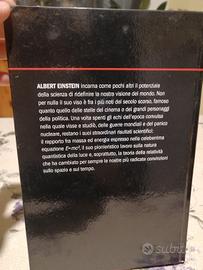 ALBERT EINSTEIN Incarna come pochi altri il potenziale
della scienza di ridefinire la nostra visione del mondo. Non
per nulla il suo viso è fra i più noti del secolo scorso, famoso
quanto quello delle stelle del cinema o dei grandi personaggi
della politica. Una volta spenti gli echi dell'epoca convulsa
nella quale visse e studiò, delle guerre mondiali e del panico
nucleare, restano i suoi straordinari risultati scientifici:
il rapporto fra massa ed energia espresso nella celeberrima
equazione E=mc², il suo pionieristico lavoro sulla natura
quantistica della luce e, soprattutto, la teoria della relatività
che ha cambiato per sempre le nostre più radicate convinzioni
sullo spazio e sul tempo.
subito.it